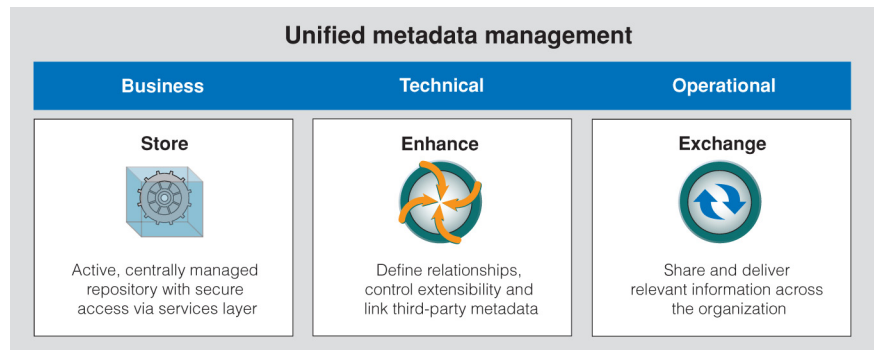 Unified metadata management
Business
Technical
Operational
Store
Active, centrally managed
repository with secure
access via services layer
Enhance
Define relationships,
control extensibility and
link third-party metadata
Exchange
Share and deliver
relevant information across
the organization